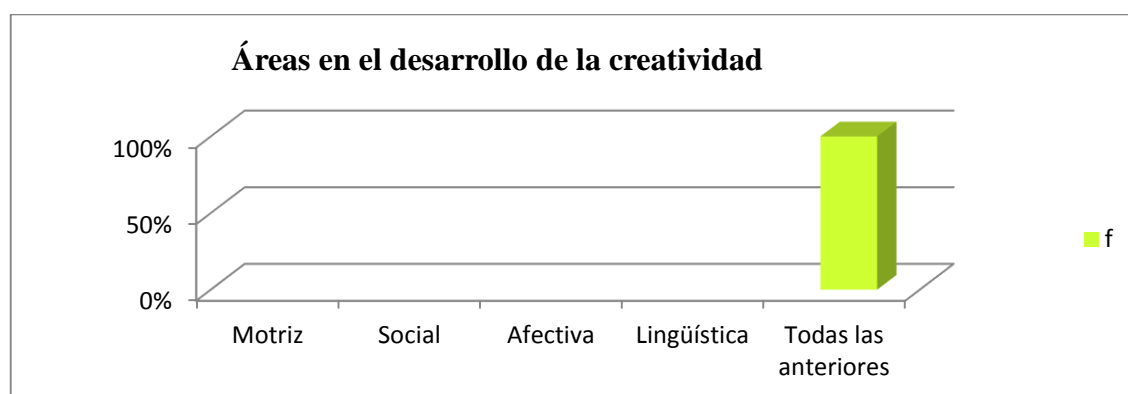 Áreas en el desarrollo de la creatividad
100%
50%
0%
Motriz
Social
Afectiva
Lingüística
Todas las
anteriores
f